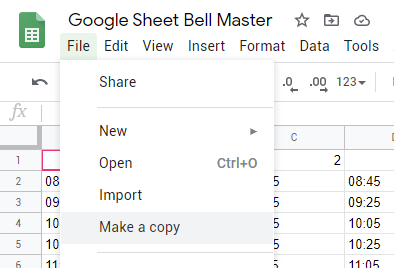 Google Sheet Bell Master
File Edit View Insert Format Data Tools
Share .0 .00 123
fx
New
C
Open Ctrl+O
1 2
2 08 5 08:45
Import
3 09 5 09:25
4 10 5 10:05
Make a copy
5 10 5 10:25
6 11 5 11:05